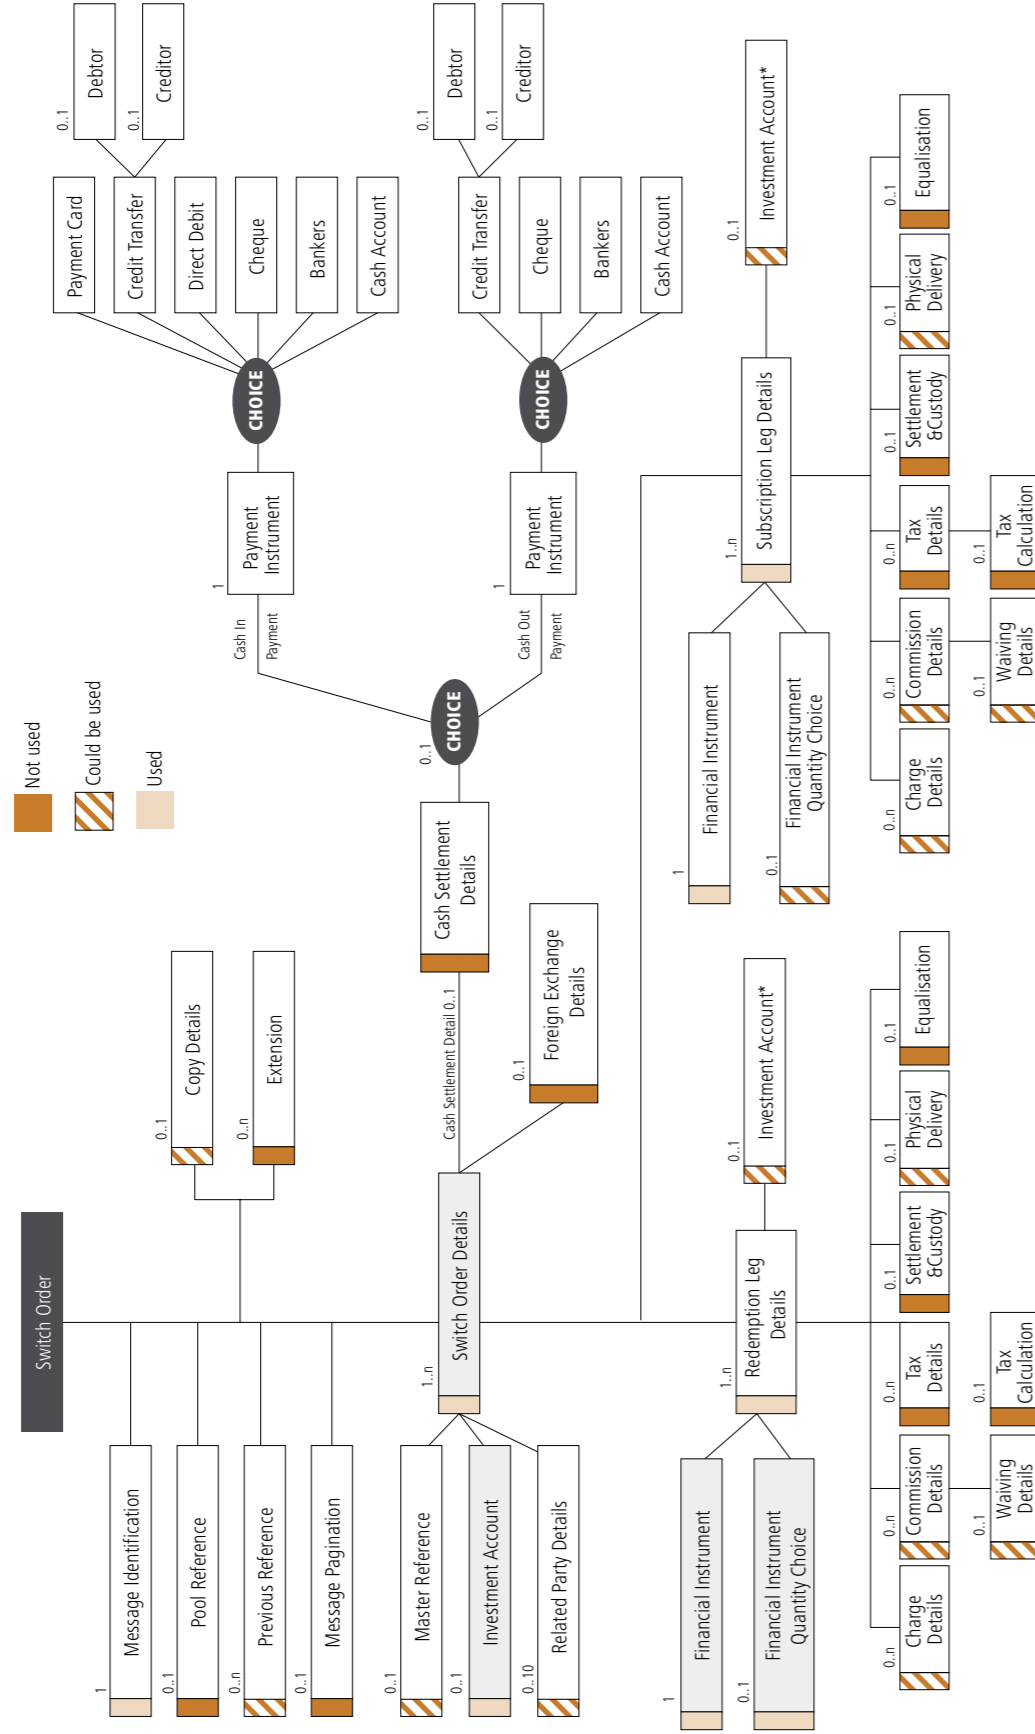 Switch Order
Not used
Could be used
Used
1
Message Identification
0..1
Pool Reference
0..n
Previous Reference
0..1
Message Pagination
0..1
Copy Details
0..n
Extension
1..n
Switch Order Details
0..1
Master Reference
0..1
Investment Account
0..10
Related Party Details
Cash Settlement Detail 0..1
Cash Settlement
Details
0..1
Foreign Exchange
Details
0..1
CHOICE
Cash In
Payment
1
Payment
Instrument
CHOICE
Payment Card
Credit Transfer
Direct Debit
Cheque
Bankers
Cash Account
0..1
Debtor
0..1
Creditor
Cash Out
Payment
1
Payment
Instrument
CHOICE
Credit Transfer
Cheque
Bankers
Cash Account
0..1
Debtor
0..1
Creditor
1..n
Redemption Leg
Details
1
Financial Instrument
0..1
Financial Instrument
Quantity Choice
0..1
Investment Account*
0..n
Charge
Details
0..n
Commission
Details
0..1
Waiving
Details
0..n
Tax
Details
0..1
Tax
Calculation
0..1
Settlement
&Custody
0..1
Physical
Delivery
0..1
Equalisation
1..n
Subscription Leg Details
1
Financial Instrument
0..1
Financial Instrument
Quantity Choice
0..1
Investment Account*
0..n
Charge
Details
0..n
Commission
Details
0..1
Waiving
Details
0..n
Tax
Details
0..1
Tax
Calculation
0..1
Settlement
&Custody
0..1
Physical
Delivery
0..1
Equalisation